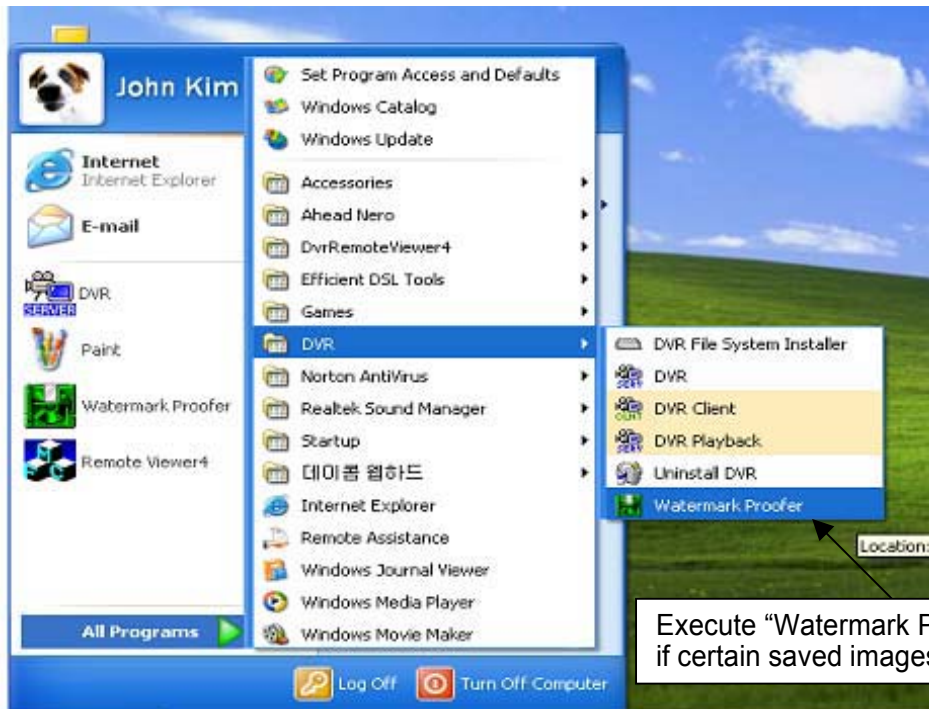 John Kim
Internet
Internet Explorer
E-mail
SERVER
DVR
Paint
Watermark Proofer
Remote Viewer4
All Programs
Set Program Access and Defaults
Windows Catalog
Windows Update
Accessories
Ahead Nero
DvrRemoteViewer4
Efficient DSL Tools
Games
DVR
Norton AntiVirus
Realtek Sound Manager
Startup
데이콤 웹하드
Internet Explorer
Remote Assistance
Windows Journal Viewer
Windows Media Player
Windows Movie Maker
DVR File System Installer
DVR
DVR Client
DVR Playback
Uninstall DVR
Watermark Proofer
Location:
Execute “Watermark P
if certain saved images
Log Off
Turn Off Computer